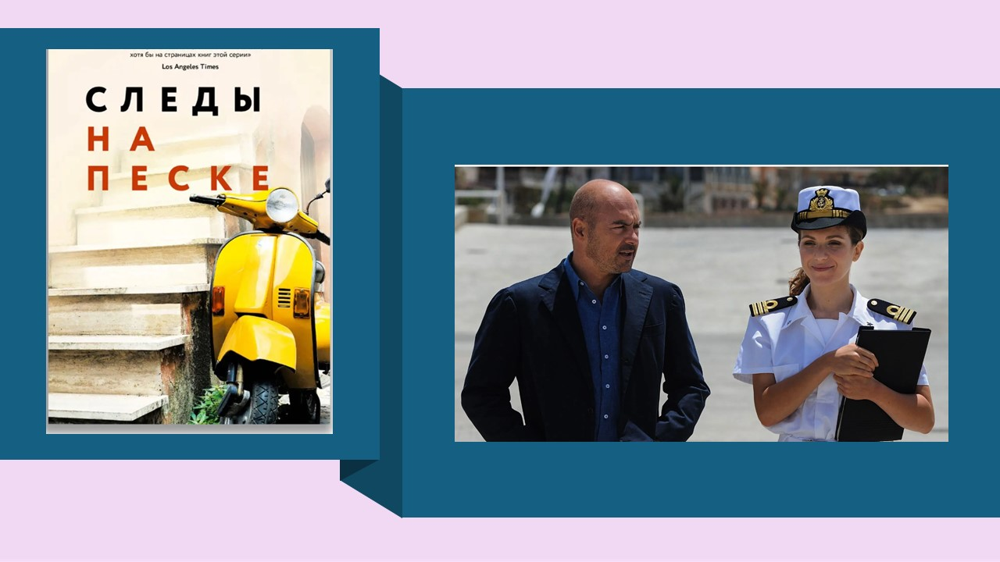 хотя бы на страницах книг этой серии»
Los Angeles Times
СЛЕДЫ
НА
ПЕСКЕ